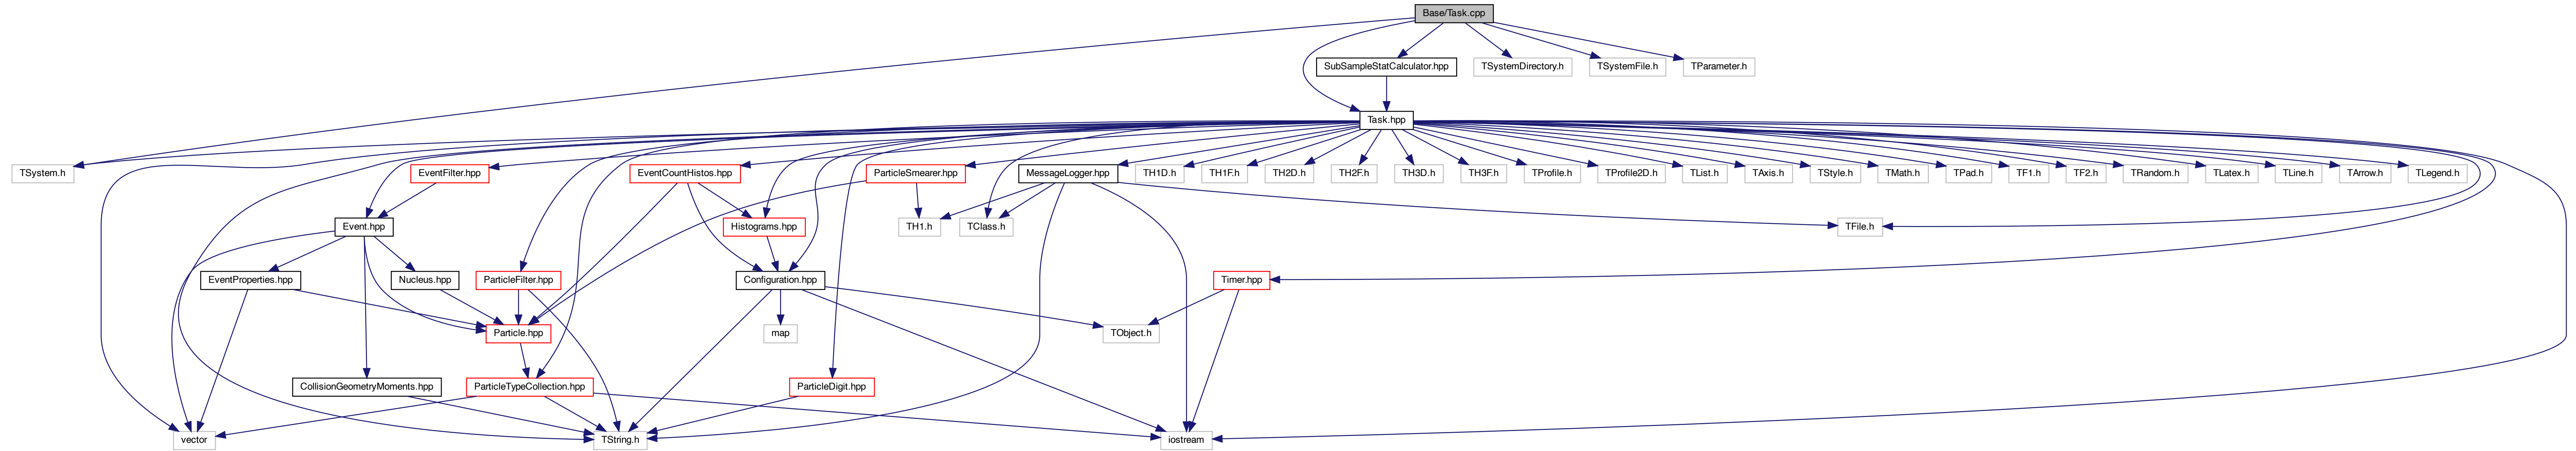 Base/Task.cpp
SubSampleStatCalculator.hpp
TSystemDirectory.h
TSystemFile.h
TParameter.h
Task.hpp
TSystem.h
EventFilter.hpp
EventCountHistos.hpp
ParticleSmearer.hpp
MessageLogger.hpp
TH1D.h
TH1F.h
TH2D.h
TH2F.h
TH3D.h
TH3F.h
TProfile.h
TProfile2D.h
TList.h
TAxis.h
TStyle.h
TMath.h
TPad.h
TF1.h
TF2.h
TRandom.h
TLatex.h
TLine.h
TArrow.h
TLegend.h
Event.hpp
Histograms.hpp
TH1.h
TClass.h
TFile.h
EventProperties.hpp
Nucleus.hpp
ParticleFilter.hpp
Configuration.hpp
Timer.hpp
Particle.hpp
map
TObject.h
CollisionGeometryMoments.hpp
ParticleTypeCollection.hpp
ParticleDigit.hpp
vector
TString.h
iostream